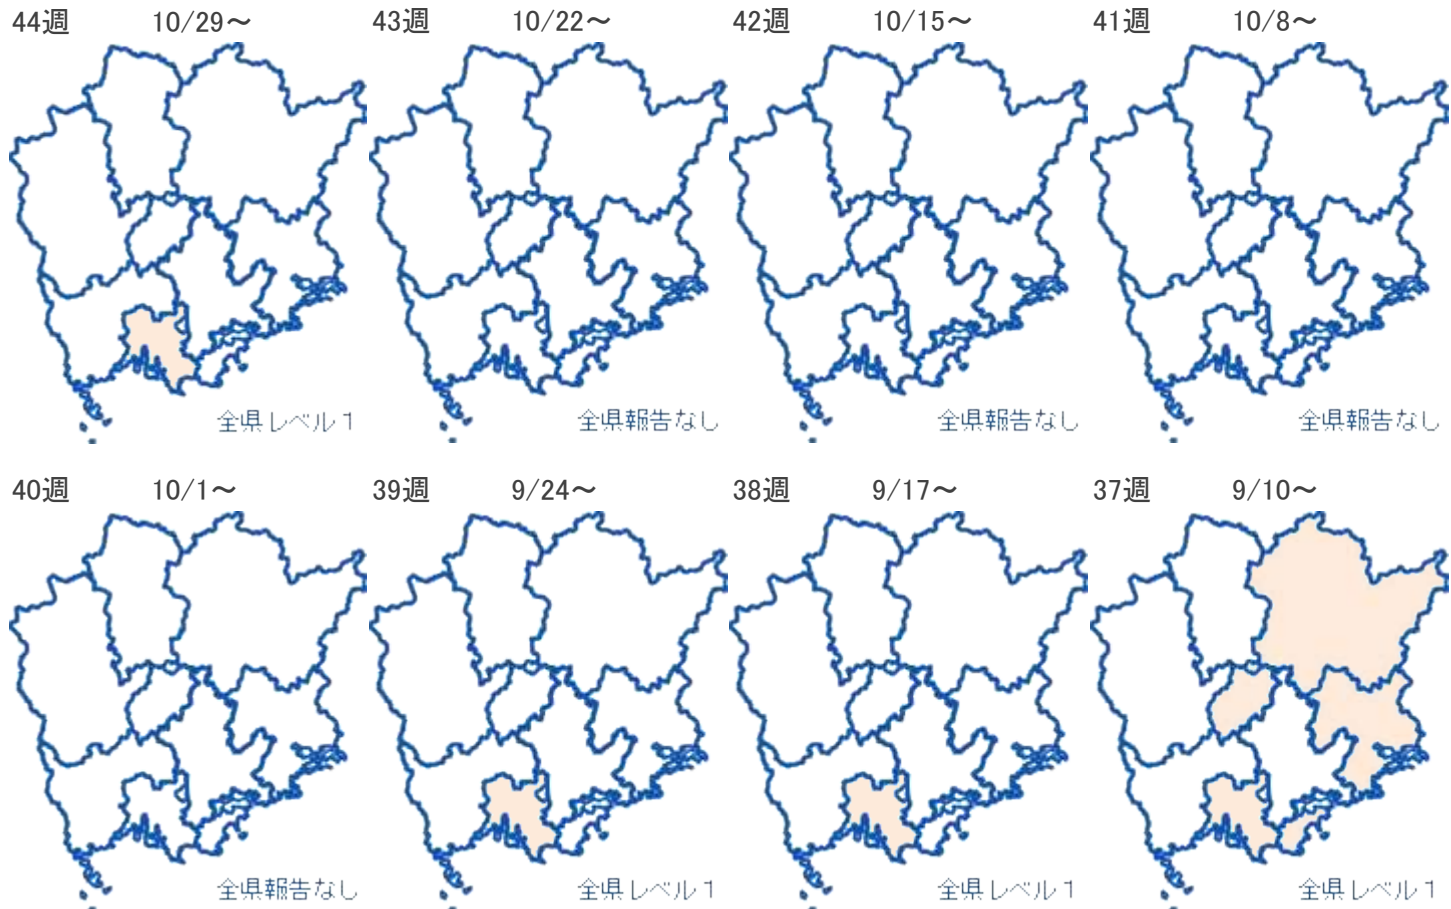 44週 10/29～ 43週 10/22～ 42週 10/15～ 41週 10/8～
全県レベル1 全県報告なし 全県報告なし 全県報告なし
40週 10/1～ 39週 9/24～ 38週 9/17～ 37週 9/10～
全県報告なし 全県レベル1 全県レベル1 全県レベル1